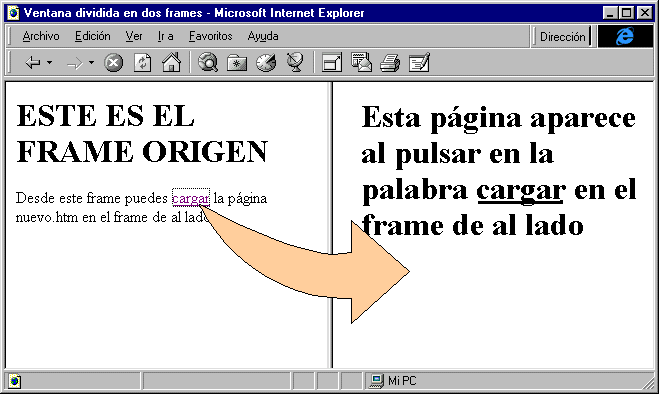 Ventana dividida en dos frames - Microsoft Internet Explorer
Archivo Edición Ver Ir a Favoritos Ayuda Dirección
ESTE ES EL
FRAME ORIGEN
Desde este frame puedes cargar la página
nuevo.htm en el frame de al lado
Esta página aparece
al pulsar en la
palabra cargar en el
frame de al lado
Mi PC